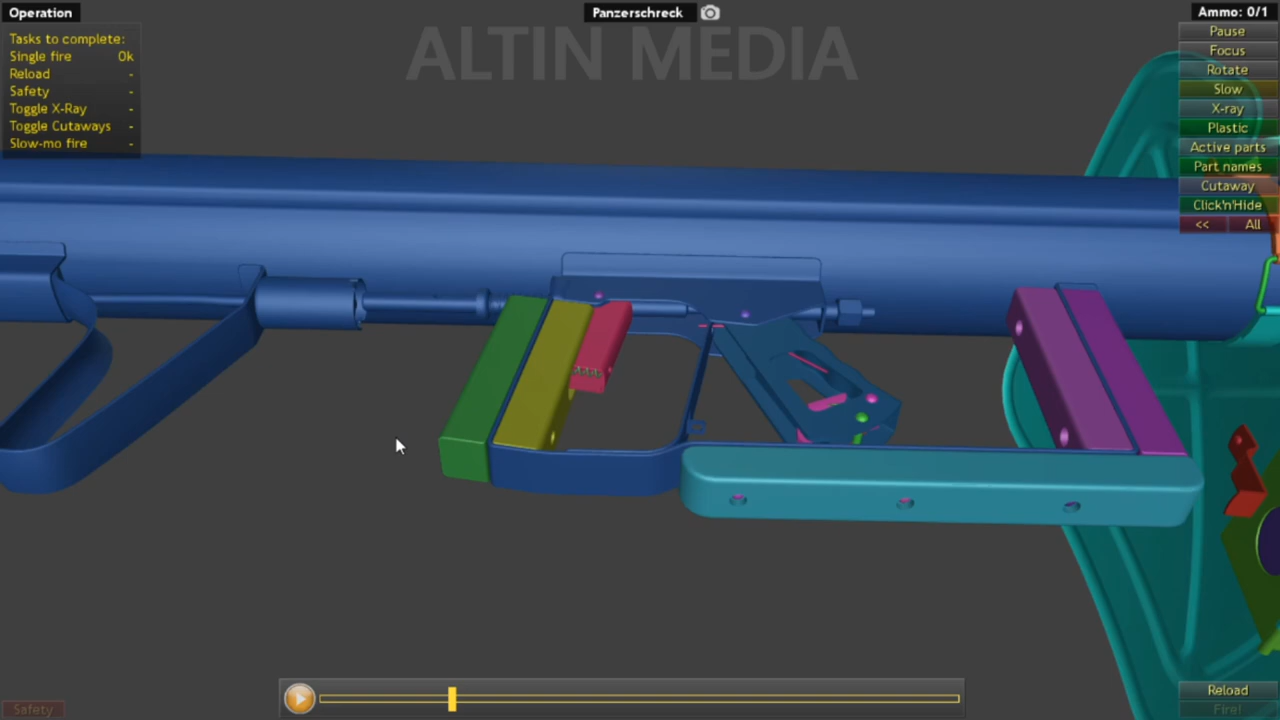 Operation
Panzerschreck
Ammo: 0/1
ALTIN MEDIA
Tasks to complete:
Single fire Ok
Reload -
Safety -
Toggle X-Ray -
Toggle Cutaways -
Slow-mo fire -
Pause
Focus
Rotate
Slow
X-ray
Plastic
Active parts
Part names
Cutaway
Click'n'Hide
<< All
Reload
Safety
Fire!